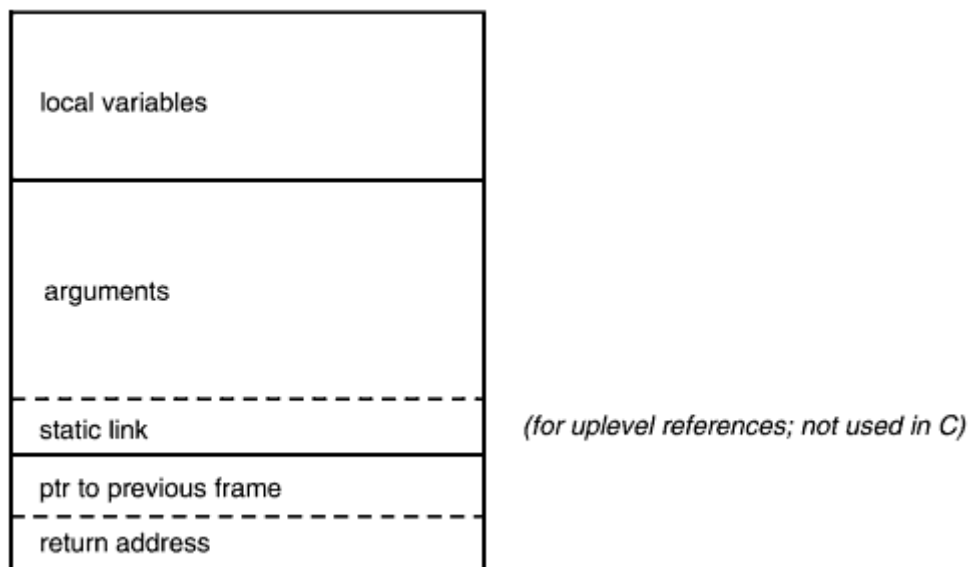 local variables
arguments
static link
(for uplevel references; not used in C)
ptr to previous frame
return address